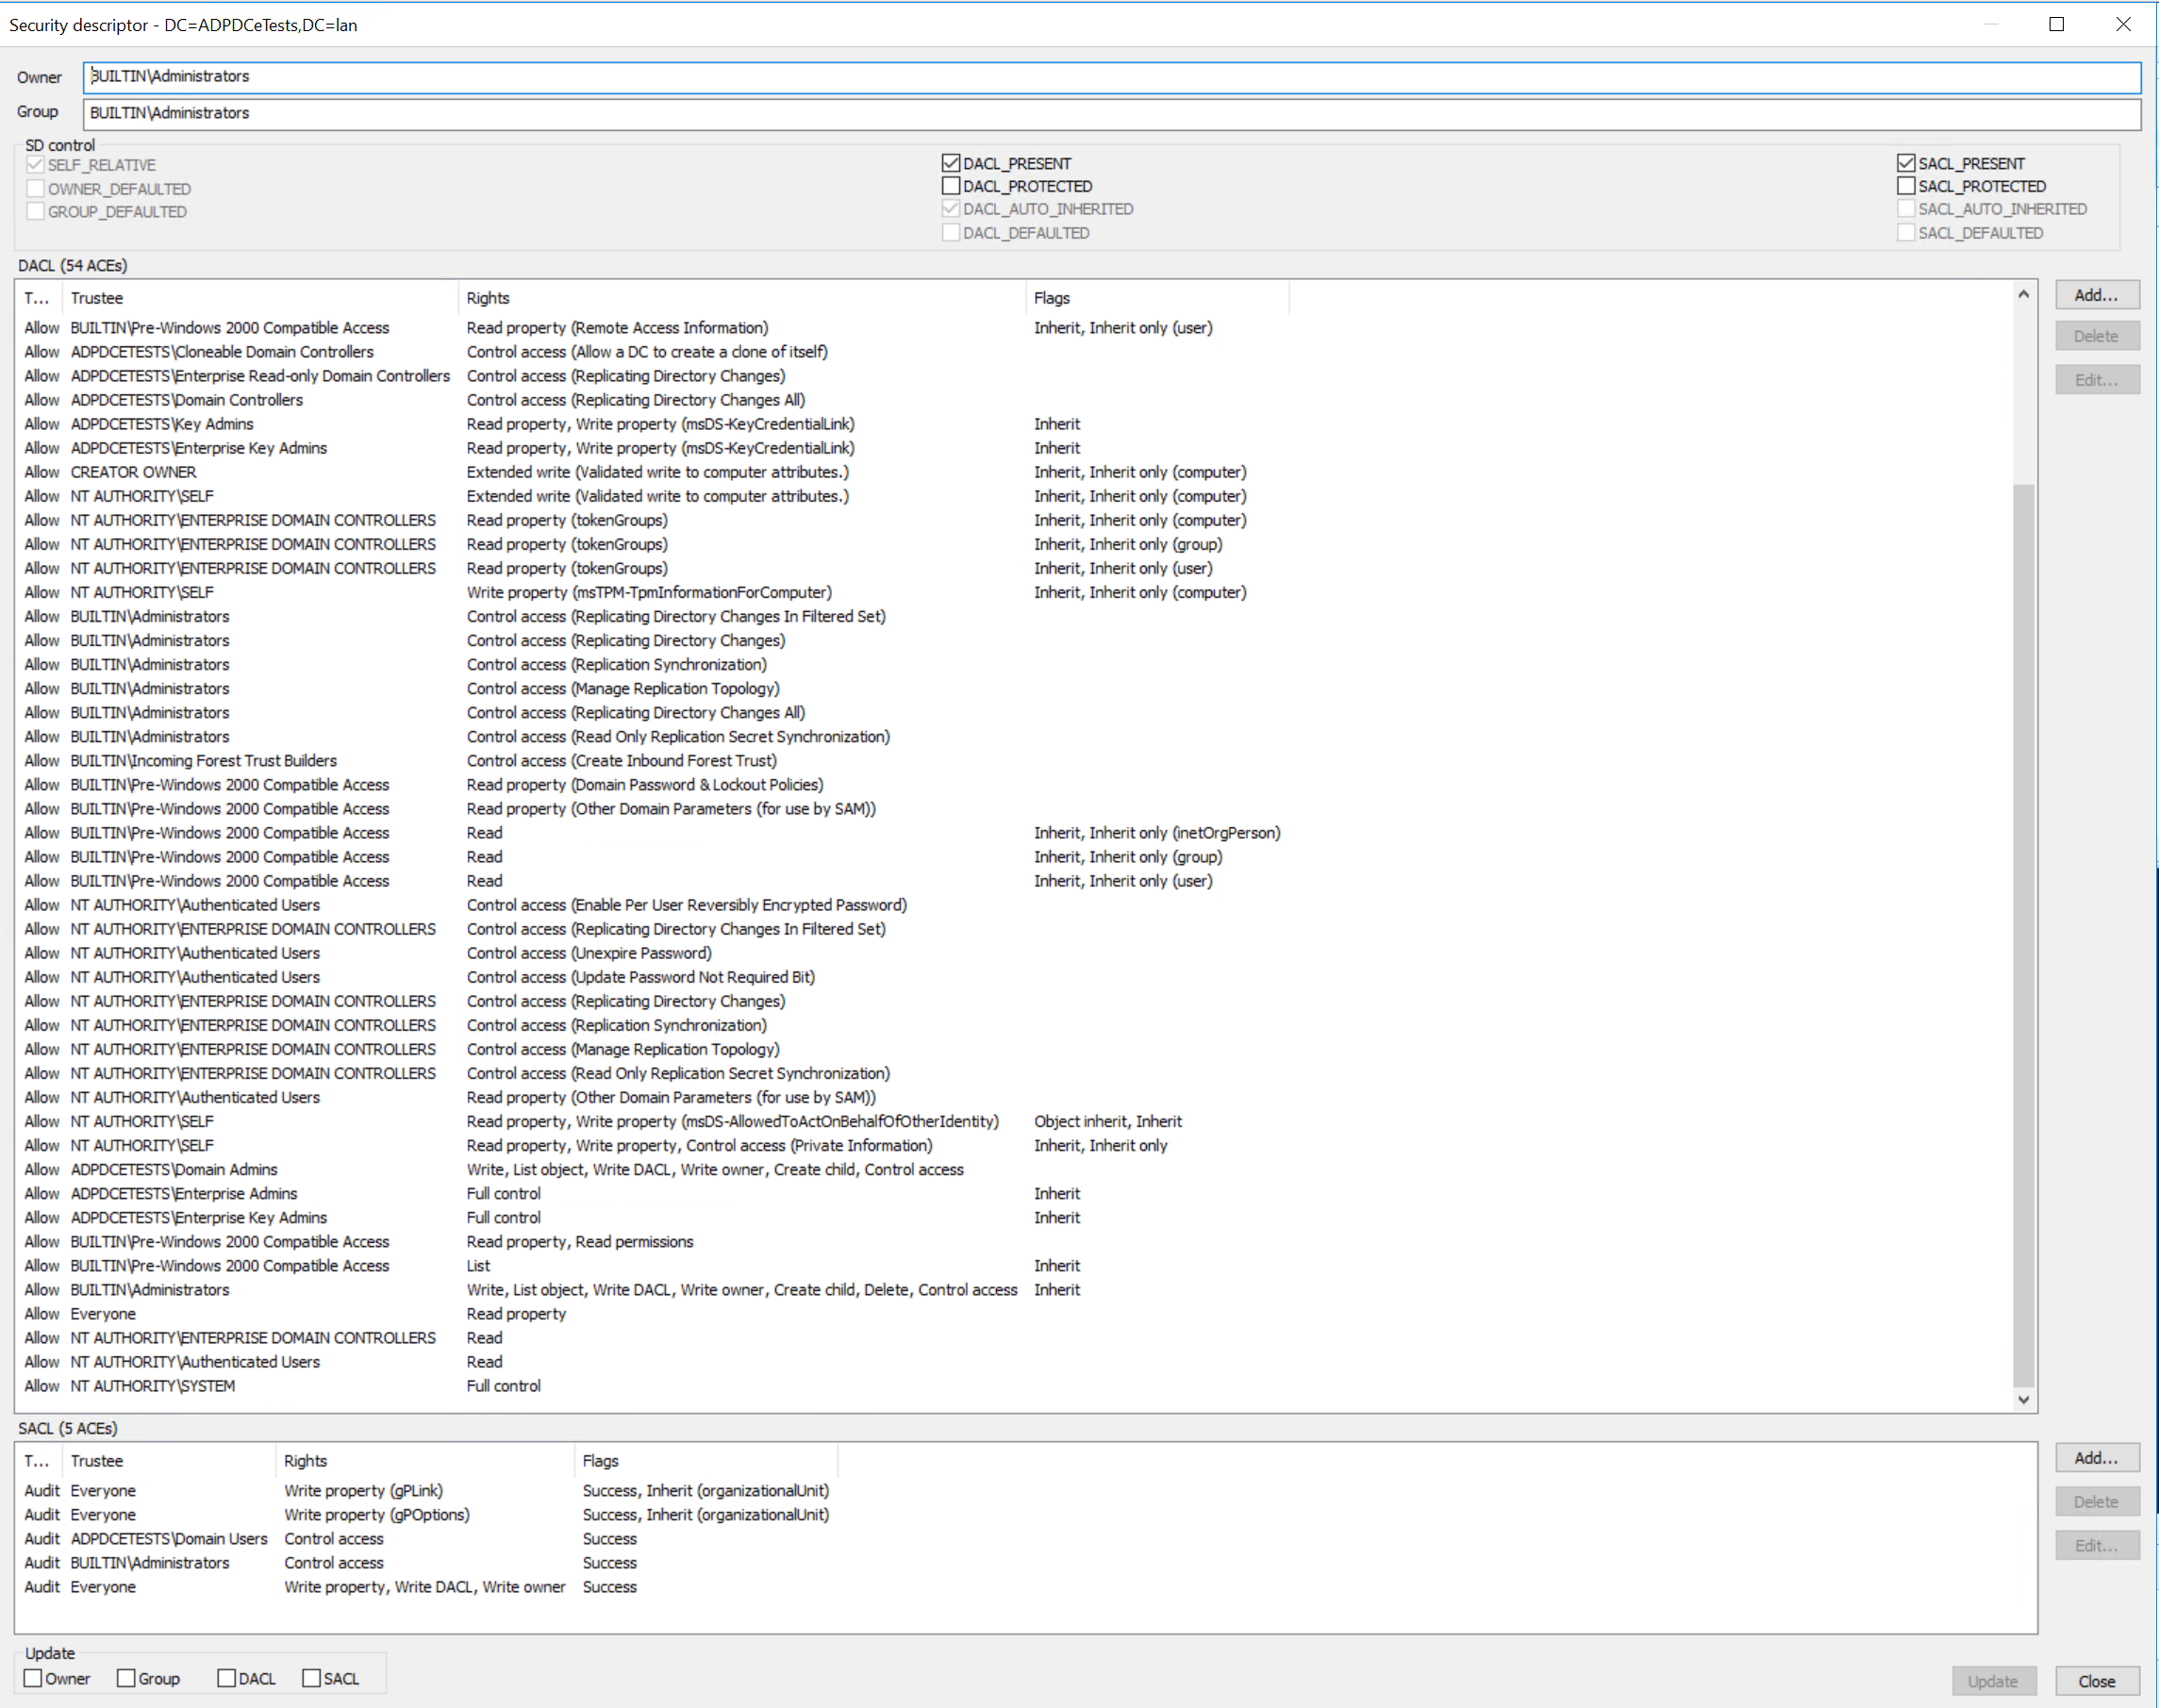 Security descriptor - DC=ADPDCeTests,DC=lan
Owner BUILTIN\Administrators
Group BUILTIN\Administrators
SD control
SELF_RELATIVE DACL_PRESENT SACL_PRESENT
OWNER_DEFAULTED DACL_PROTECTED SACL_PROTECTED
GROUP_DEFAULTED DACL_AUTO_INHERITED SACL_AUTO_INHERITED
DACL_DEFAULTED SACL_DEFAULTED
DACL (54 ACEs)
T... Trustee Rights Flags Add...
Allow BUILTIN\Pre-Windows 2000 Compatible Access Read property (Remote Access Information) Inherit, Inherit only (user) Delete
Allow ADPDCETESTS\Cloneable Domain Controllers Control access (Allow a DC to create a clone of itself)
Allow ADPDCETESTS\Enterprise Read-only Domain Controllers Control access (Replicating Directory Changes) Edit...
Allow ADPDCETESTS\Domain Controllers Control access (Replicating Directory Changes All)
Allow ADPDCETESTS\Key Admins Read property, Write property (msDS-KeyCredentialLink) Inherit
Allow ADPDCETESTS\Enterprise Key Admins Read property, Write property (msDS-KeyCredentialLink) Inherit
Allow CREATOR OWNER Extended write (Validated write to computer attributes.) Inherit, Inherit only (computer)
Allow NT AUTHORITY\SELF Extended write (Validated write to computer attributes.) Inherit, Inherit only (computer)
Allow NT AUTHORITY\ENTERPRISE DOMAIN CONTROLLERS Read property (tokenGroups) Inherit, Inherit only (computer)
Allow NT AUTHORITY\ENTERPRISE DOMAIN CONTROLLERS Read property (tokenGroups) Inherit, Inherit only (group)
Allow NT AUTHORITY\ENTERPRISE DOMAIN CONTROLLERS Read property (tokenGroups) Inherit, Inherit only (user)
Allow NT AUTHORITY\SELF Write property (msTPM-TpmInformationForComputer) Inherit, Inherit only (computer)
Allow BUILTIN\Administrators Control access (Replicating Directory Changes In Filtered Set)
Allow BUILTIN\Administrators Control access (Replicating Directory Changes)
Allow BUILTIN\Administrators Control access (Replication Synchronization)
Allow BUILTIN\Administrators Control access (Manage Replication Topology)
Allow BUILTIN\Administrators Control access (Replicating Directory Changes All)
Allow BUILTIN\Administrators Control access (Read Only Replication Secret Synchronization)
Allow BUILTIN\Incoming Forest Trust Builders Control access (Create Inbound Forest Trust)
Allow BUILTIN\Pre-Windows 2000 Compatible Access Read property (Domain Password & Lockout Policies)
Allow BUILTIN\Pre-Windows 2000 Compatible Access Read property (Other Domain Parameters (for use by SAM))
Allow BUILTIN\Pre-Windows 2000 Compatible Access Read Inherit, Inherit only (inetOrgPerson)
Allow BUILTIN\Pre-Windows 2000 Compatible Access Read Inherit, Inherit only (group)
Allow BUILTIN\Pre-Windows 2000 Compatible Access Read Inherit, Inherit only (user)
Allow NT AUTHORITY\Authenticated Users Control access (Enable Per User Reversibly Encrypted Password)
Allow NT AUTHORITY\ENTERPRISE DOMAIN CONTROLLERS Control access (Replicating Directory Changes In Filtered Set)
Allow NT AUTHORITY\Authenticated Users Control access (Unexpire Password)
Allow NT AUTHORITY\Authenticated Users Control access (Update Password Not Required Bit)
Allow NT AUTHORITY\ENTERPRISE DOMAIN CONTROLLERS Control access (Replicating Directory Changes)
Allow NT AUTHORITY\ENTERPRISE DOMAIN CONTROLLERS Control access (Replication Synchronization)
Allow NT AUTHORITY\ENTERPRISE DOMAIN CONTROLLERS Control access (Manage Replication Topology)
Allow NT AUTHORITY\ENTERPRISE DOMAIN CONTROLLERS Control access (Read Only Replication Secret Synchronization)
Allow NT AUTHORITY\Authenticated Users Read property (Other Domain Parameters (for use by SAM))
Allow NT AUTHORITY\SELF Read property, Write property (msDS-AllowedToActOnBehalfOfOtherIdentity) Object inherit, Inherit
Allow NT AUTHORITY\SELF Read property, Write property, Control access (Private Information) Inherit, Inherit only
Allow ADPDCETESTS\Domain Admins Write, List object, Write DACL, Write owner, Create child, Control access
Allow ADPDCETESTS\Enterprise Admins Full control Inherit
Allow ADPDCETESTS\Enterprise Key Admins Full control Inherit
Allow BUILTIN\Pre-Windows 2000 Compatible Access Read property, Read permissions
Allow BUILTIN\Pre-Windows 2000 Compatible Access List Inherit
Allow BUILTIN\Administrators Write, List object, Write DACL, Write owner, Create child, Delete, Control access Inherit
Allow Everyone Read property
Allow NT AUTHORITY\ENTERPRISE DOMAIN CONTROLLERS Read
Allow NT AUTHORITY\Authenticated Users Read
Allow NT AUTHORITY\SYSTEM Full control
SACL (5 ACEs)
T... Trustee Rights Flags Add...
Audit Everyone Write property (gPLink) Success, Inherit (organizationalUnit) Delete
Audit Everyone Write property (gPOptions) Success, Inherit (organizationalUnit)
Audit ADPDCETESTS\Domain Users Control access Success Edit...
Audit BUILTIN\Administrators Control access Success
Audit Everyone Write property, Write DACL, Write owner Success
Update
Owner Group DACL SACL Update Close